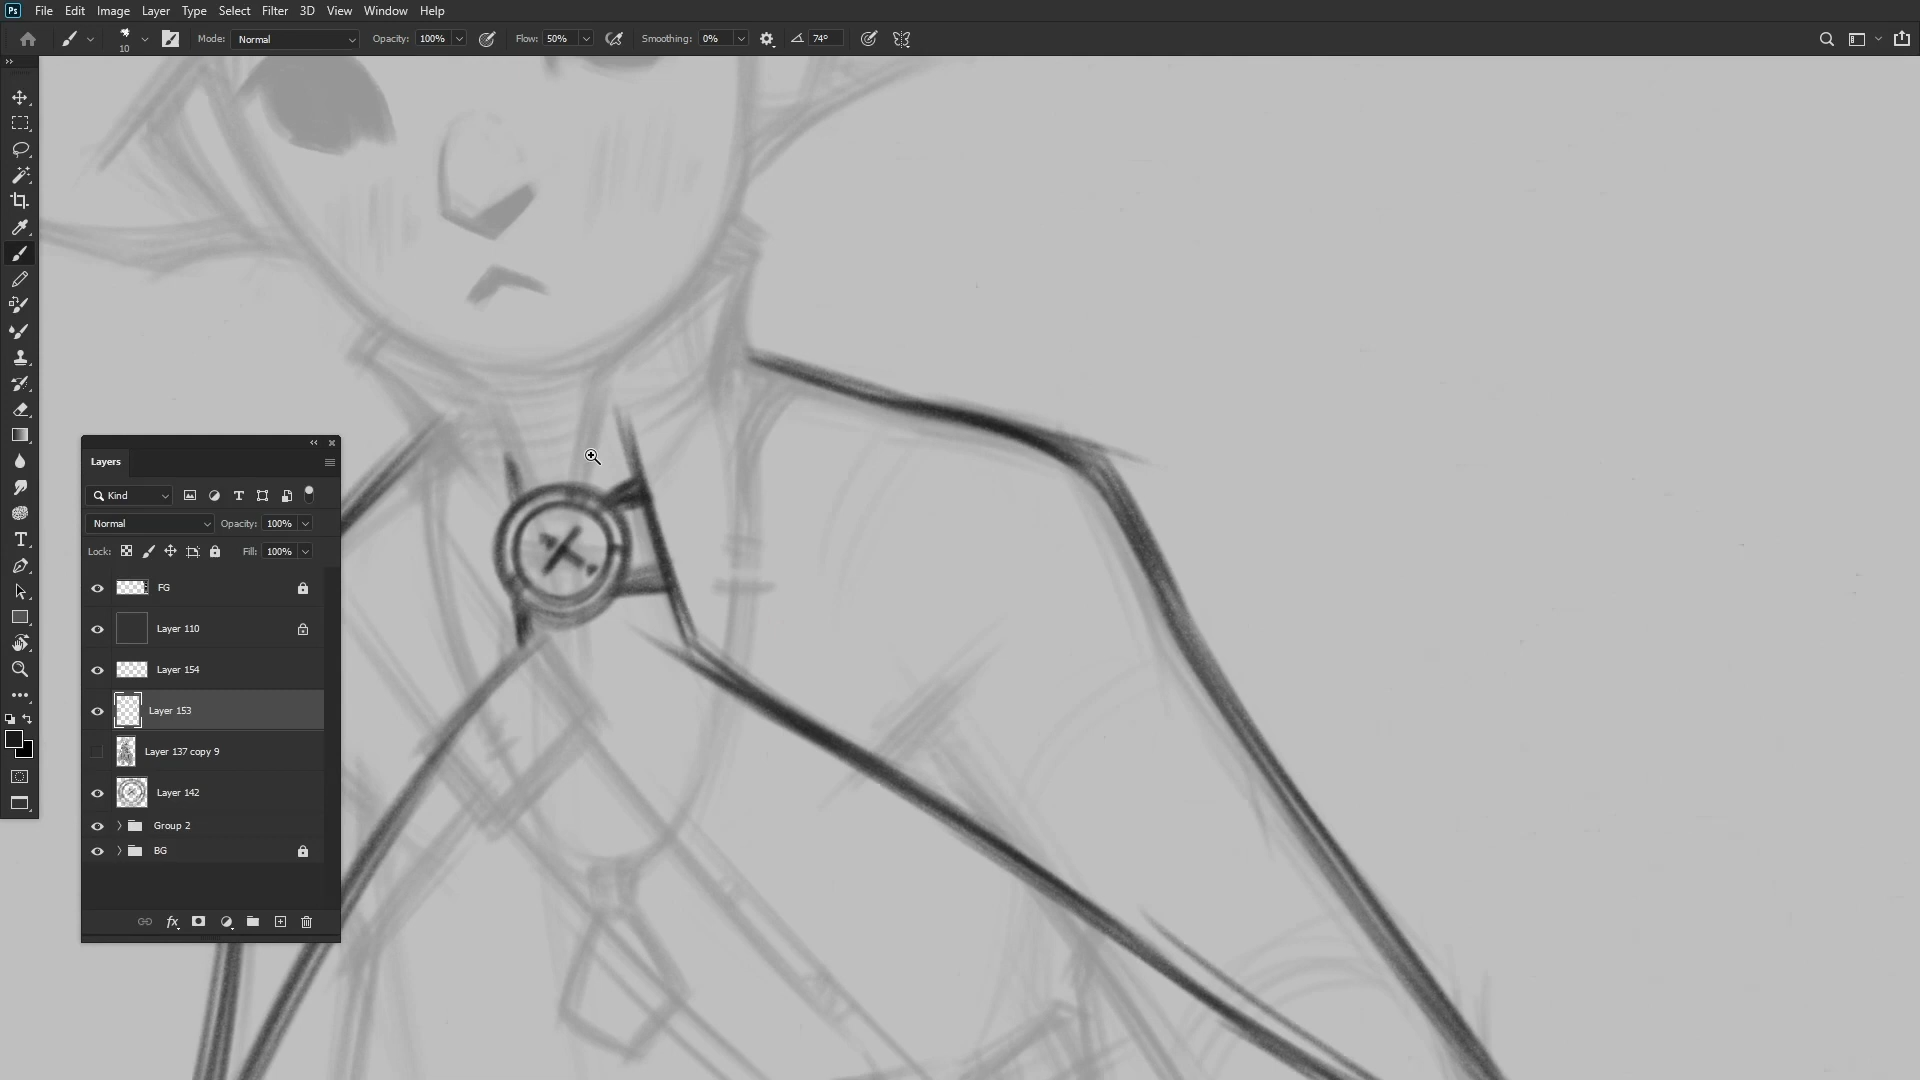 Ps File Edit Image Layer Type Select Filter 3D View Window Help
10 Mode: Normal Opacity: 100% Flow: 50% Smoothing: 0% 74°
Layers
Kind
Normal Opacity: 100%
Lock: Fill: 100%
FG
Layer 110
Layer 154
Layer 153
Layer 137 copy 9
Layer 142
Group 2
BG
fx